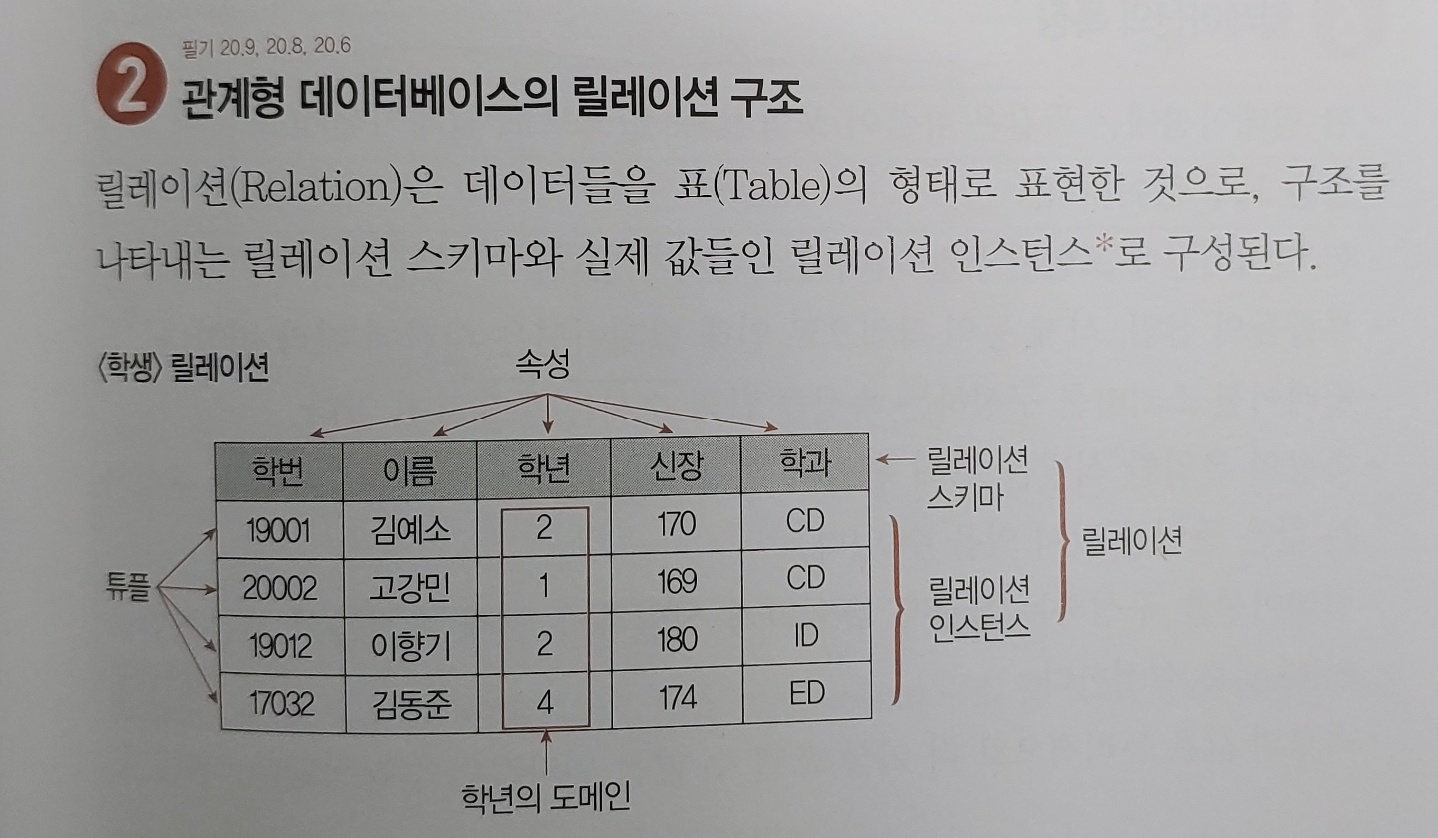 2
필기 20.9, 20.8, 20.6
관계형 데이터베이스의 릴레이션 구조
릴레이션(Relation)은 데이터들을 표(Table)의 형태로 표현한 것으로, 구조를
나타내는 릴레이션 스키마와 실제 값들인 릴레이션 인스턴스*로 구성된다.
〈학생〉 릴레이션
속성
학번 이름 학년 신장 학과
19001 김예소 2 170 CD
20002 고강민 1 169 CD
19012 이향기 2 180 ID
17032 김동준 4 174 ED
튜플
릴레이션
스키마
릴레이션
인스턴스
릴레이션
학년의 도메인